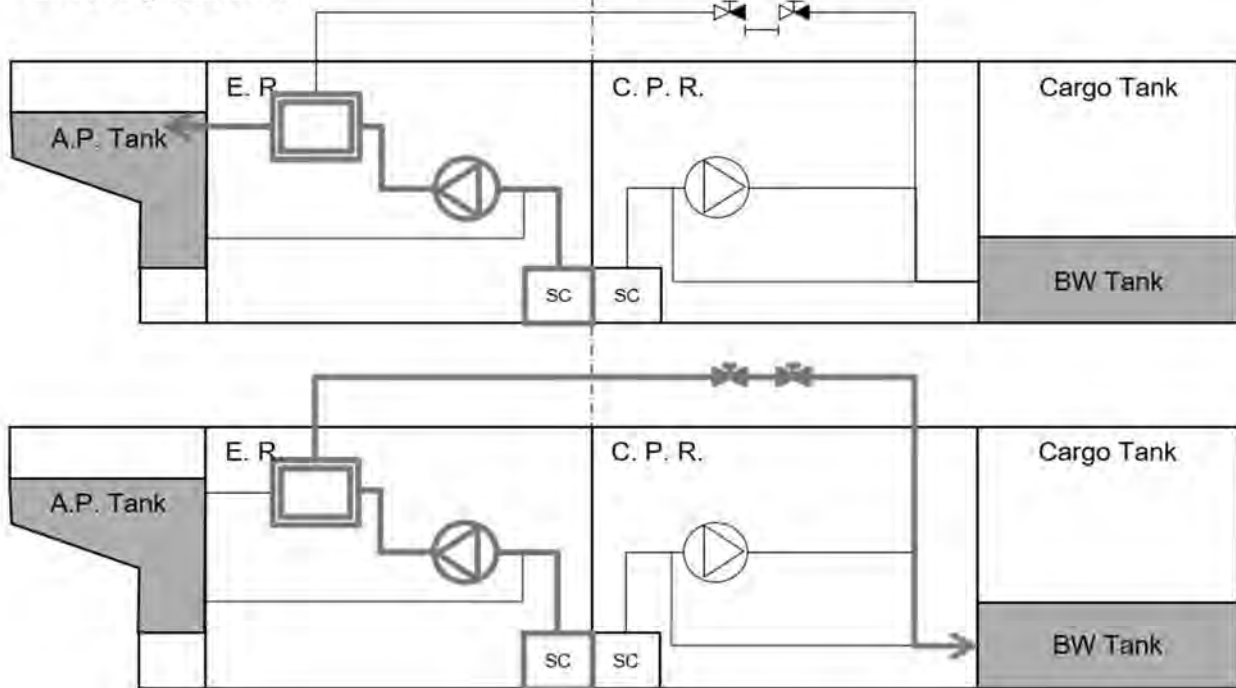 E. R.
C. P. R.
Cargo Tank
A.P. Tank
BW Tank
SC
SC
E. R.
C. P. R.
Cargo Tank
A.P. Tank
BW Tank
SC
SC